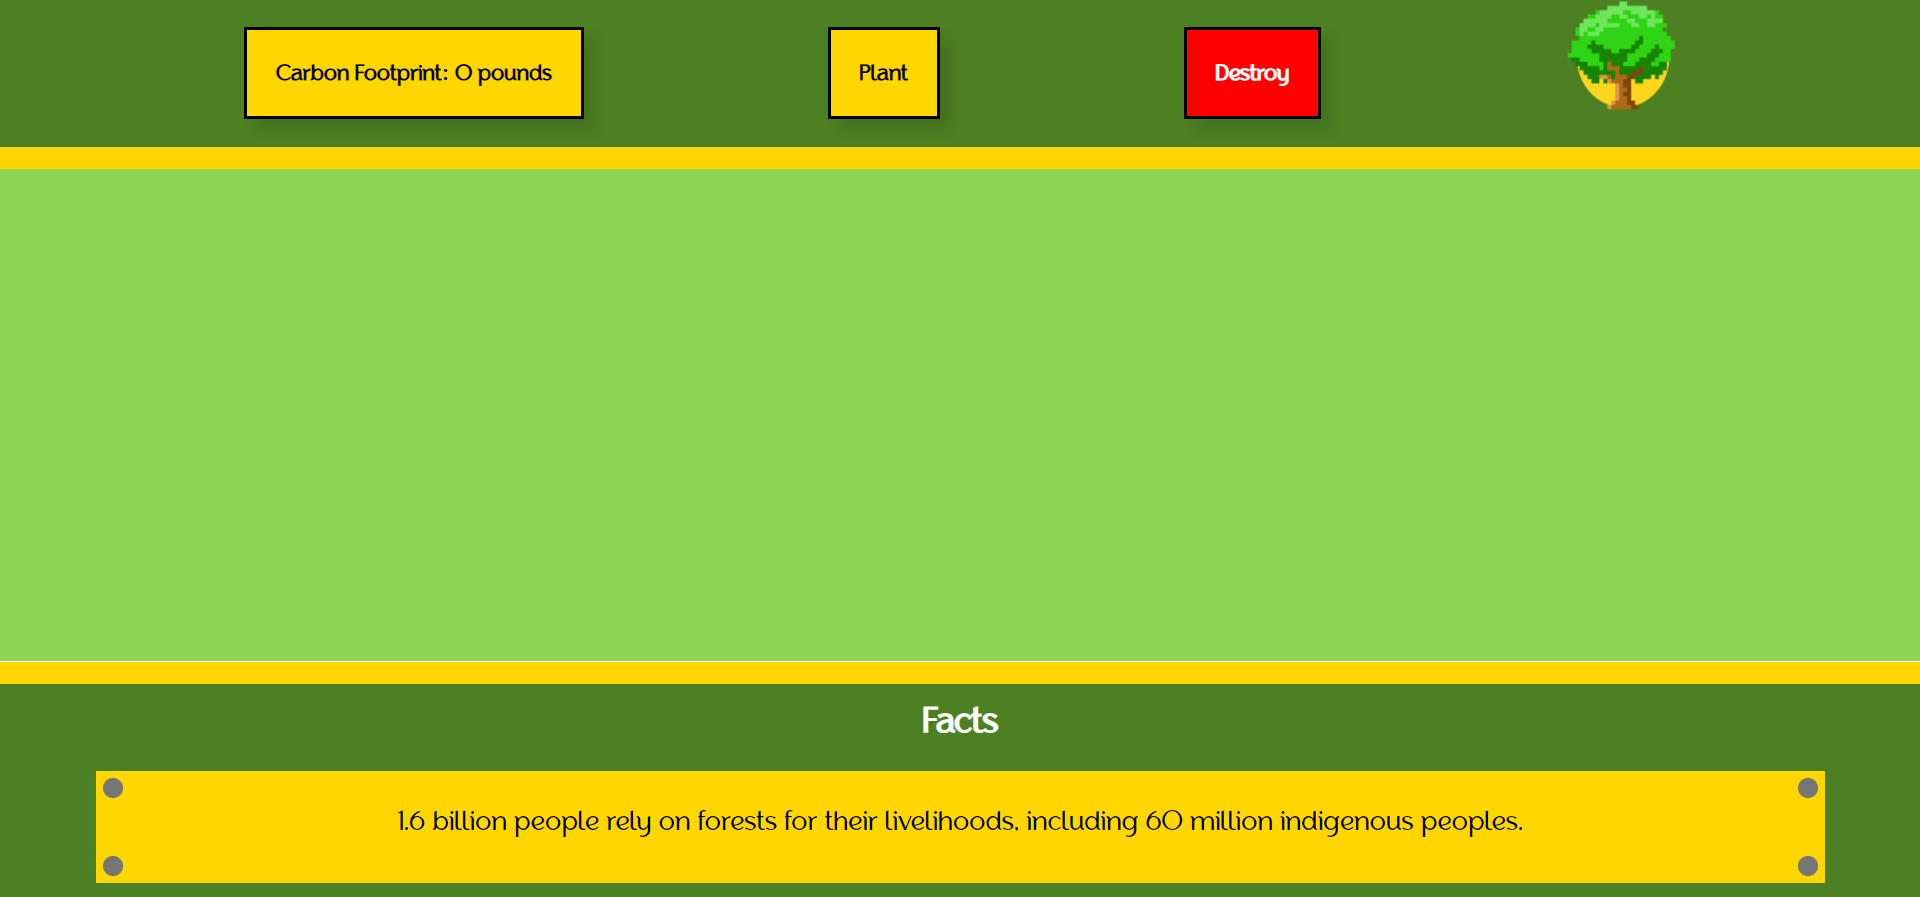 Carbon Footprint: 0 pounds
Plant
Destroy
Facts
1.6 billion people rely on forests for their livelihoods, including 60 million indigenous peoples.